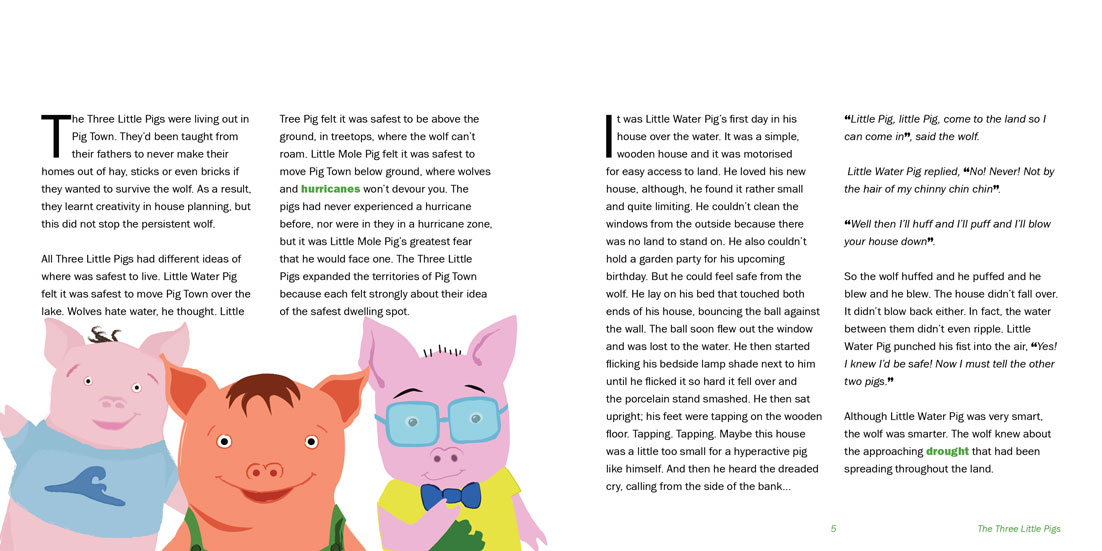 The Three Little Pigs were living out in
Pig Town. They’d been taught from
their fathers to never make their
homes out of hay, sticks or even bricks if
they wanted to survive the wolf. As a result,
they learnt creativity in house planning, but
this did not stop the persistent wolf.
All Three Little Pigs had different ideas of
where was safest to live. Little Water Pig
felt it was safest to move Pig Town over the
lake. Wolves hate water, he thought. Little
Tree Pig felt it was safest to be above the
ground, in treetops, where the wolf can’t
roam. Little Mole Pig felt it was safest to
move Pig Town below ground, where wolves
and hurricanes won’t devour you. The
pigs had never experienced a hurricane
before, nor were in they in a hurricane zone,
but it was Little Mole Pig’s greatest fear
that he would face one. The Three Little
Pigs expanded the territories of Pig Town
because each felt strongly about their idea
of the safest dwelling spot.
It was Little Water Pig’s first day in his
house over the water. It was a simple,
wooden house and it was motorised
for easy access to land. He loved his new
house, although, he found it rather small
and quite limiting. He couldn’t clean the
windows from the outside because there
was no land to stand on. He also couldn’t
hold a garden party for his upcoming
birthday. But he could feel safe from the
wolf. He lay on his bed that touched both
ends of his house, bouncing the ball against
the wall. The ball soon flew out the window
and was lost to the water. He then started
flicking his bedside lamp shade next to him
until he flicked it so hard it fell over and
the porcelain stand smashed. He then sat
upright; his feet were tapping on the wooden
floor. Tapping. Tapping. Maybe this house
was a little too small for a hyperactive pig
like himself. And then he heard the dreaded
cry, calling from the side of the bank...
❝Little Pig, little Pig, come to the land so I
can come in❞, said the wolf.
Little Water Pig replied, ❝No! Never! Not by
the hair of my chinny chin chin❞.
❝Well then I’ll huff and I’ll puff and I’ll blow
your house down❞.
So the wolf huffed and he puffed and he
blew and he blew. The house didn’t fall over.
It didn’t blow back either. In fact, the water
between them didn’t even ripple. Little
Water Pig punched his fist into the air, ❝Yes!
I knew I’d be safe! Now I must tell the other
two pigs.❞
Although Little Water Pig was very smart,
the wolf was smarter. The wolf knew about
the approaching drought that had been
spreading throughout the land.
5
The Three Little Pigs